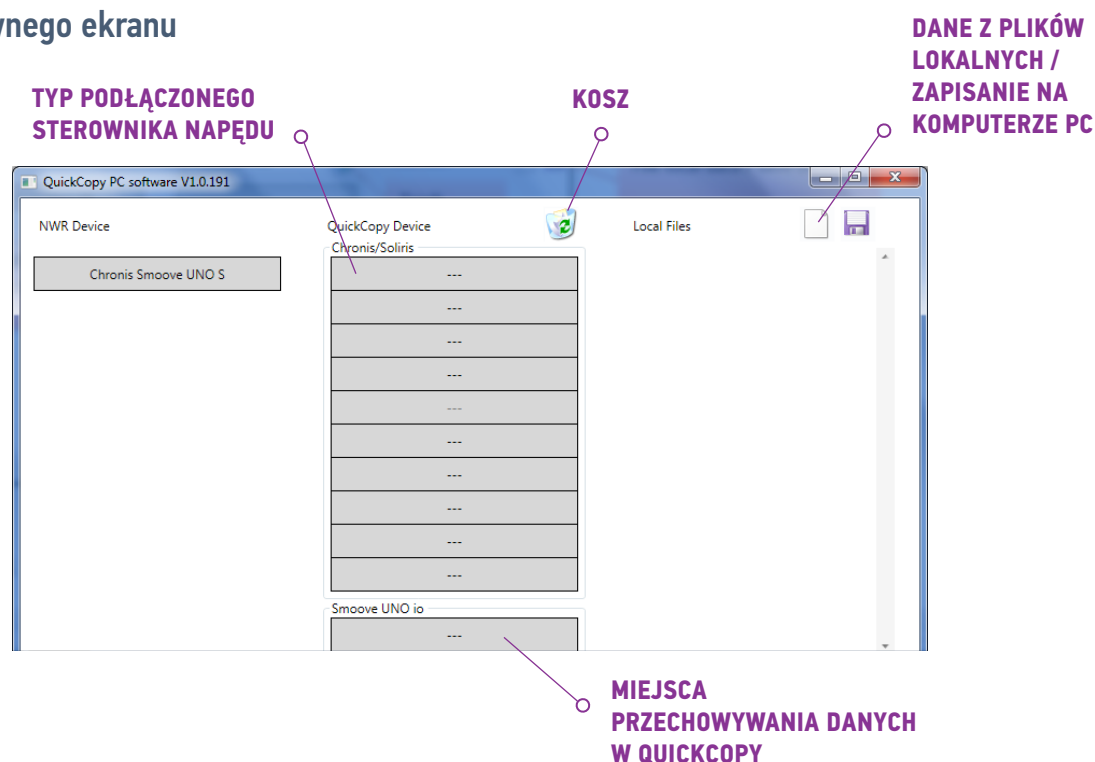 ekranu
DANE Z PLIKÓW
LOKALNYCH /
ZAPISANIE NA
KOMPUTERZE PC
TYP PODŁĄCZONEGO
STEROWNIKA NAPĘDU
KOSZ
QuickCopy PC software V1.0.191
NWR Device
QuickCopy Device
Local Files
Chronis/Soliris
Chronis Smoove UNO S
---
---
---
---
---
---
---
---
---
---
Smoove UNO io
---
MIEJSCA
PRZECHOWYWANIA DANYCH
W QUICKCOPY